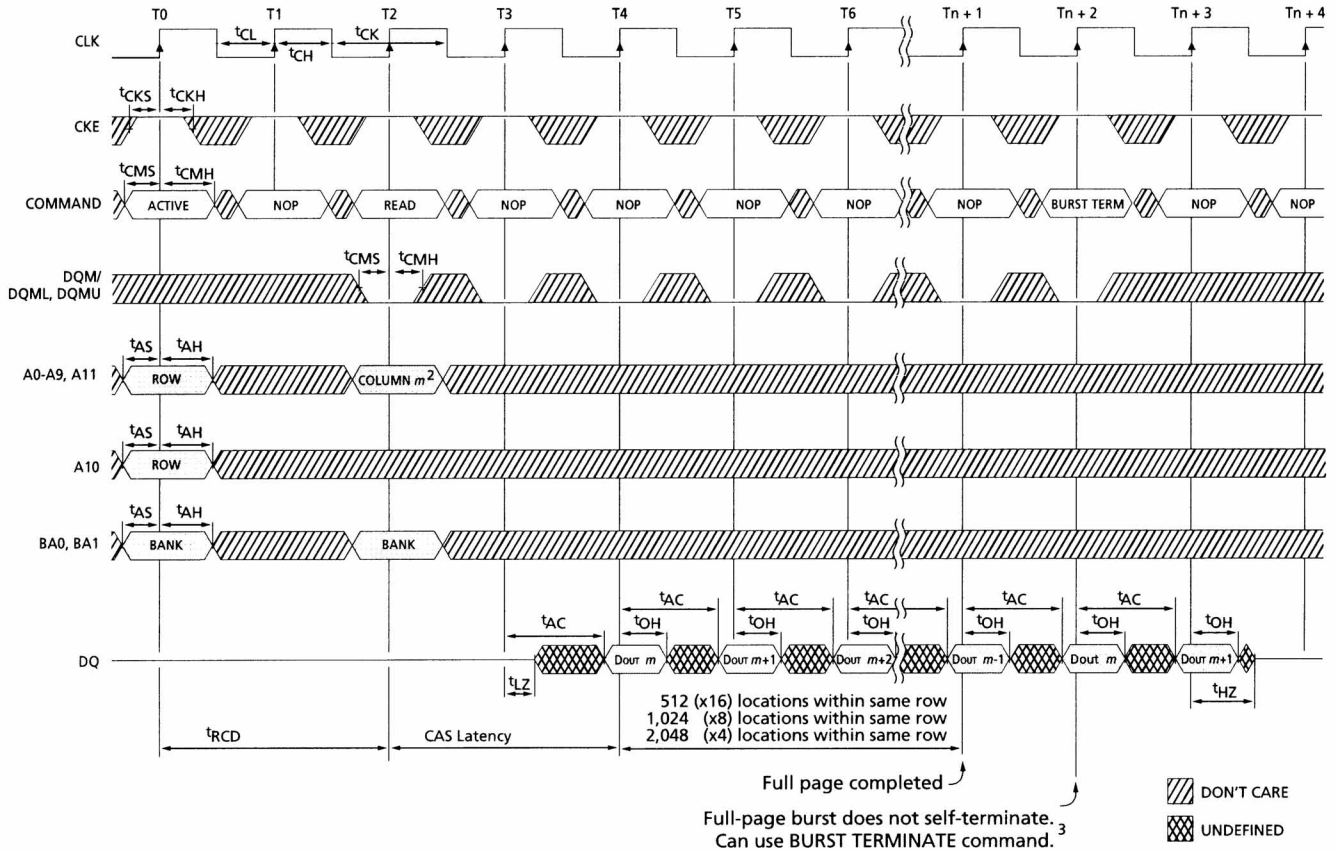 T0 T1 T2 T3 T4 T5 T6 Tn + 1 Tn + 2 Tn + 3 Tn + 4
CLK tCL tCH tCK
tCKS tCKH
CKE
tCMS tCMH
COMMAND ACTIVE NOP READ NOP NOP NOP NOP NOP BURST TERM NOP NOP
tCMS tCMH
DQM/
DQML, DQMU
tAS tAH
A0-A9, A11 ROW COLUMN m²
tAS tAH
A10 ROW
tAS tAH
BA0, BA1 BANK BANK
tAC tAC tAC tAC tAC tAC
tOH tOH tOH tOH tOH tOH
DQ DOUT m DOUT m+1 DOUT m+2 DOUT m-1 DOUT m DOUT m+1
tLZ tHZ
512 (x16) locations within same row
1,024 (x8) locations within same row
2,048 (x4) locations within same row
tRCD CAS Latency
Full page completed
Full-page burst does not self-terminate.
Can use BURST TERMINATE command. 3
DON'T CARE
UNDEFINED